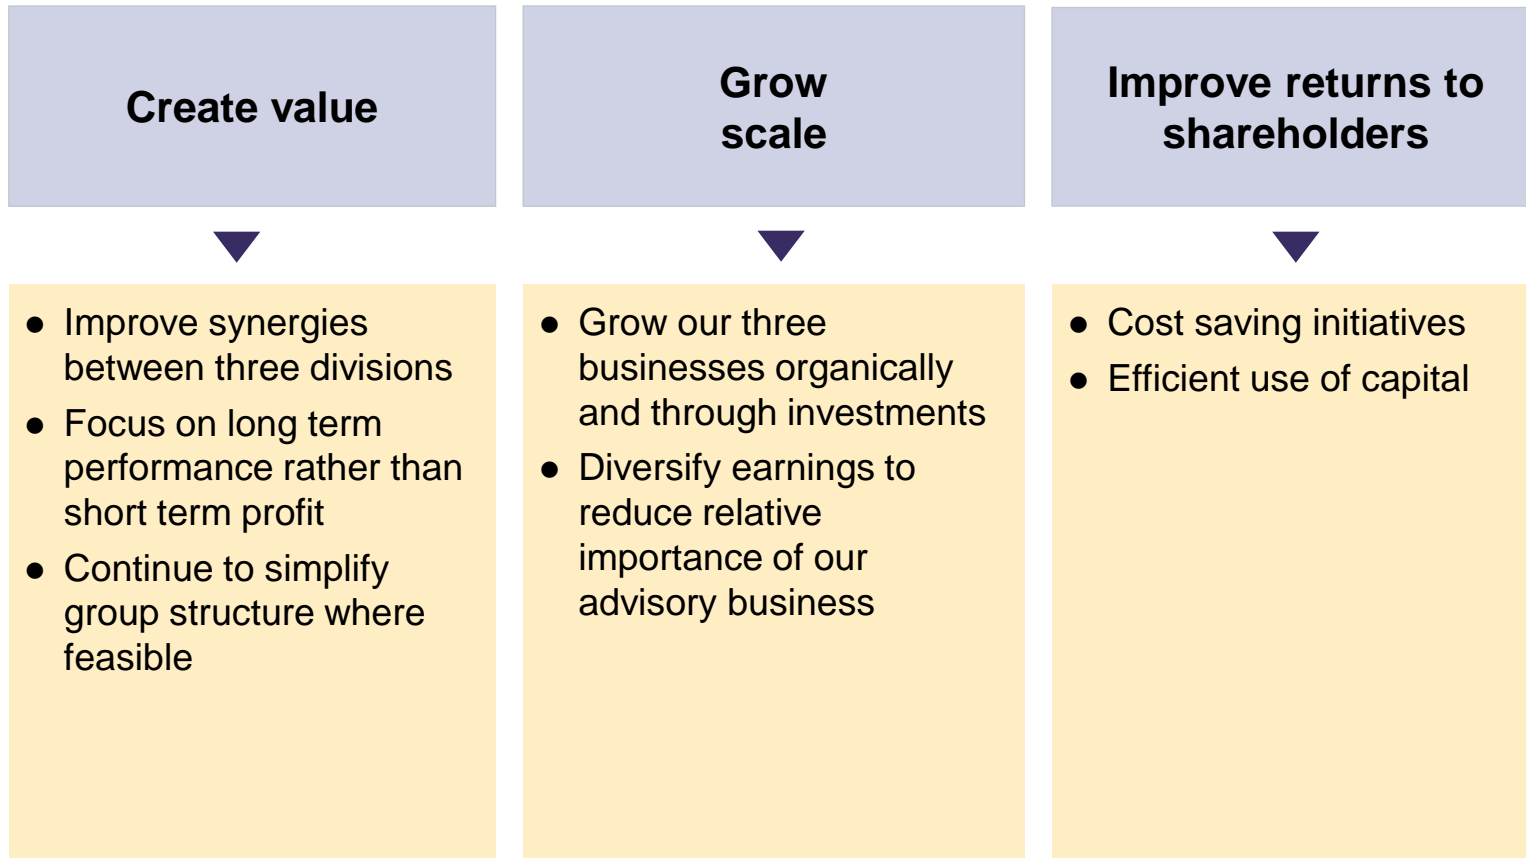 Create value
Grow
scale
Improve returns to
shareholders
● Improve synergies
between three divisions
● Focus on long term
performance rather than
short term profit
● Continue to simplify
group structure where
feasible
● Grow our three
businesses organically
and through investments
● Diversify earnings to
reduce relative
importance of our
advisory business
● Cost saving initiatives
● Efficient use of capital